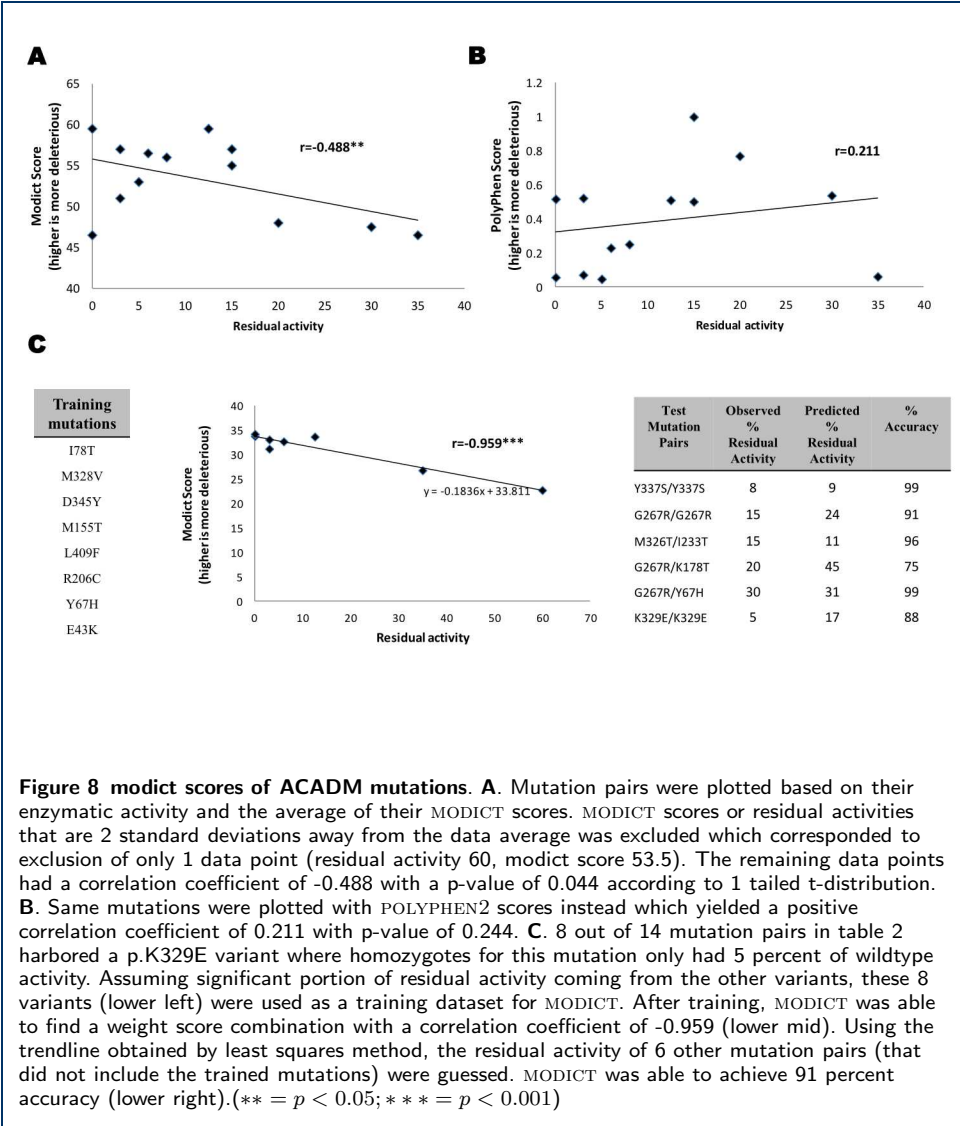 A
Modict Score
(higher is more deleterious)
65
60
55
50
45
40
r=-0.488**
0 5 10 15 20 25 30 35 40
Residual activity
B
PolyPhen Score
(higher is more deleterious)
1.2
1
0.8
0.6
0.4
0.2
0
r=0.211
0 5 10 15 20 25 30 35 40
Residual activity
C
Training
mutations
I78T
M328V
D345Y
M155T
L409F
R206C
Y67H
E43K
Modict Score
(higher is more deleterious)
40
35
30
25
20
15
10
5
0
r=-0.959***
y = -0.1836x + 33.811
0 10 20 30 40 50 60 70
Residual activity
Test Mutation Pairs Observed % Residual Activity Predicted % Residual Activity % Accuracy
Y337S/Y337S 8 9 99
G267R/G267R 15 24 91
M326T/I233T 15 11 96
G267R/K178T 20 45 75
G267R/Y67H 30 31 99
K329E/K329E 5 17 88
Figure 8 modict scores of ACADM mutations. A. Mutation pairs were plotted based on their
enzymatic activity and the average of their MODICT scores. MODICT scores or residual activities
that are 2 standard deviations away from the data average was excluded which corresponded to
exclusion of only 1 data point (residual activity 60, modict score 53.5). The remaining data points
had a correlation coefficient of -0.488 with a p-value of 0.044 according to 1 tailed t-distribution.
B. Same mutations were plotted with POLYPHEN2 scores instead which yielded a positive
correlation coefficient of 0.211 with p-value of 0.244. C. 8 out of 14 mutation pairs in table 2
harbored a p.K329E variant where homozygotes for this mutation only had 5 percent of wildtype
activity. Assuming significant portion of residual activity coming from the other variants, these 8
variants (lower left) were used as a training dataset for MODICT. After training, MODICT was able
to find a weight score combination with a correlation coefficient of -0.959 (lower mid). Using the
trendline obtained by least squares method, the residual activity of 6 other mutation pairs (that
did not include the trained mutations) were guessed. MODICT was able to achieve 91 percent
accuracy (lower right).(** = p < 0.05; *** = p < 0.001)